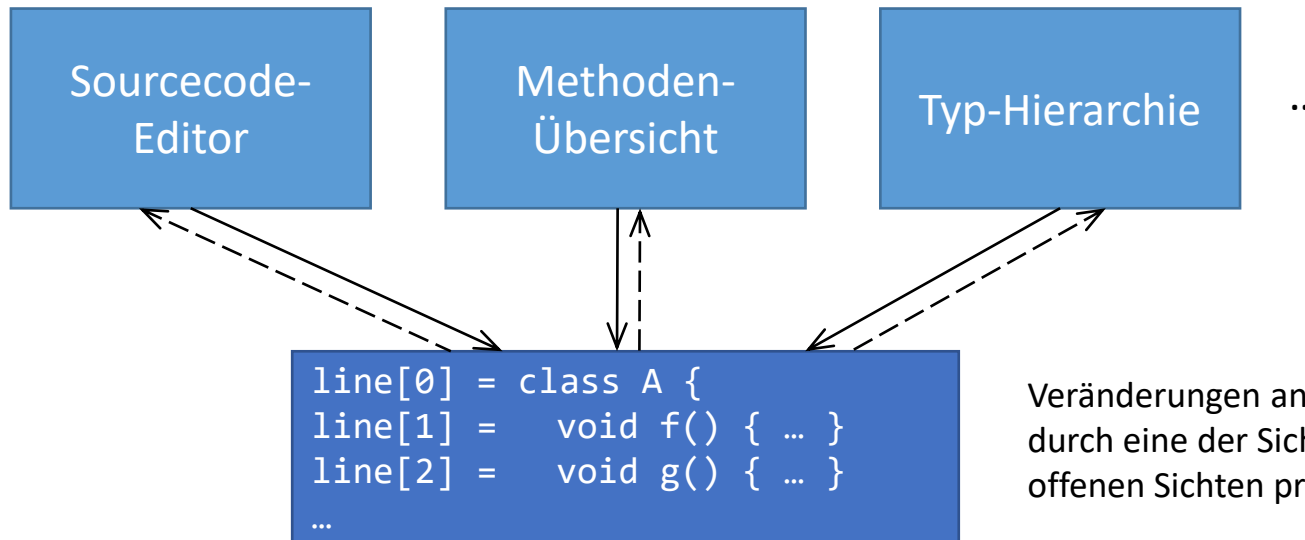 Sourcecode-
Editor
Methoden-
Übersicht
Typ-Hierarchie
..
line[0] = class A {
line[1] =   void f() { … }
line[2] =   void g() { … }
…
Veränderungen an
durch eine der Sich
offenen Sichten pr